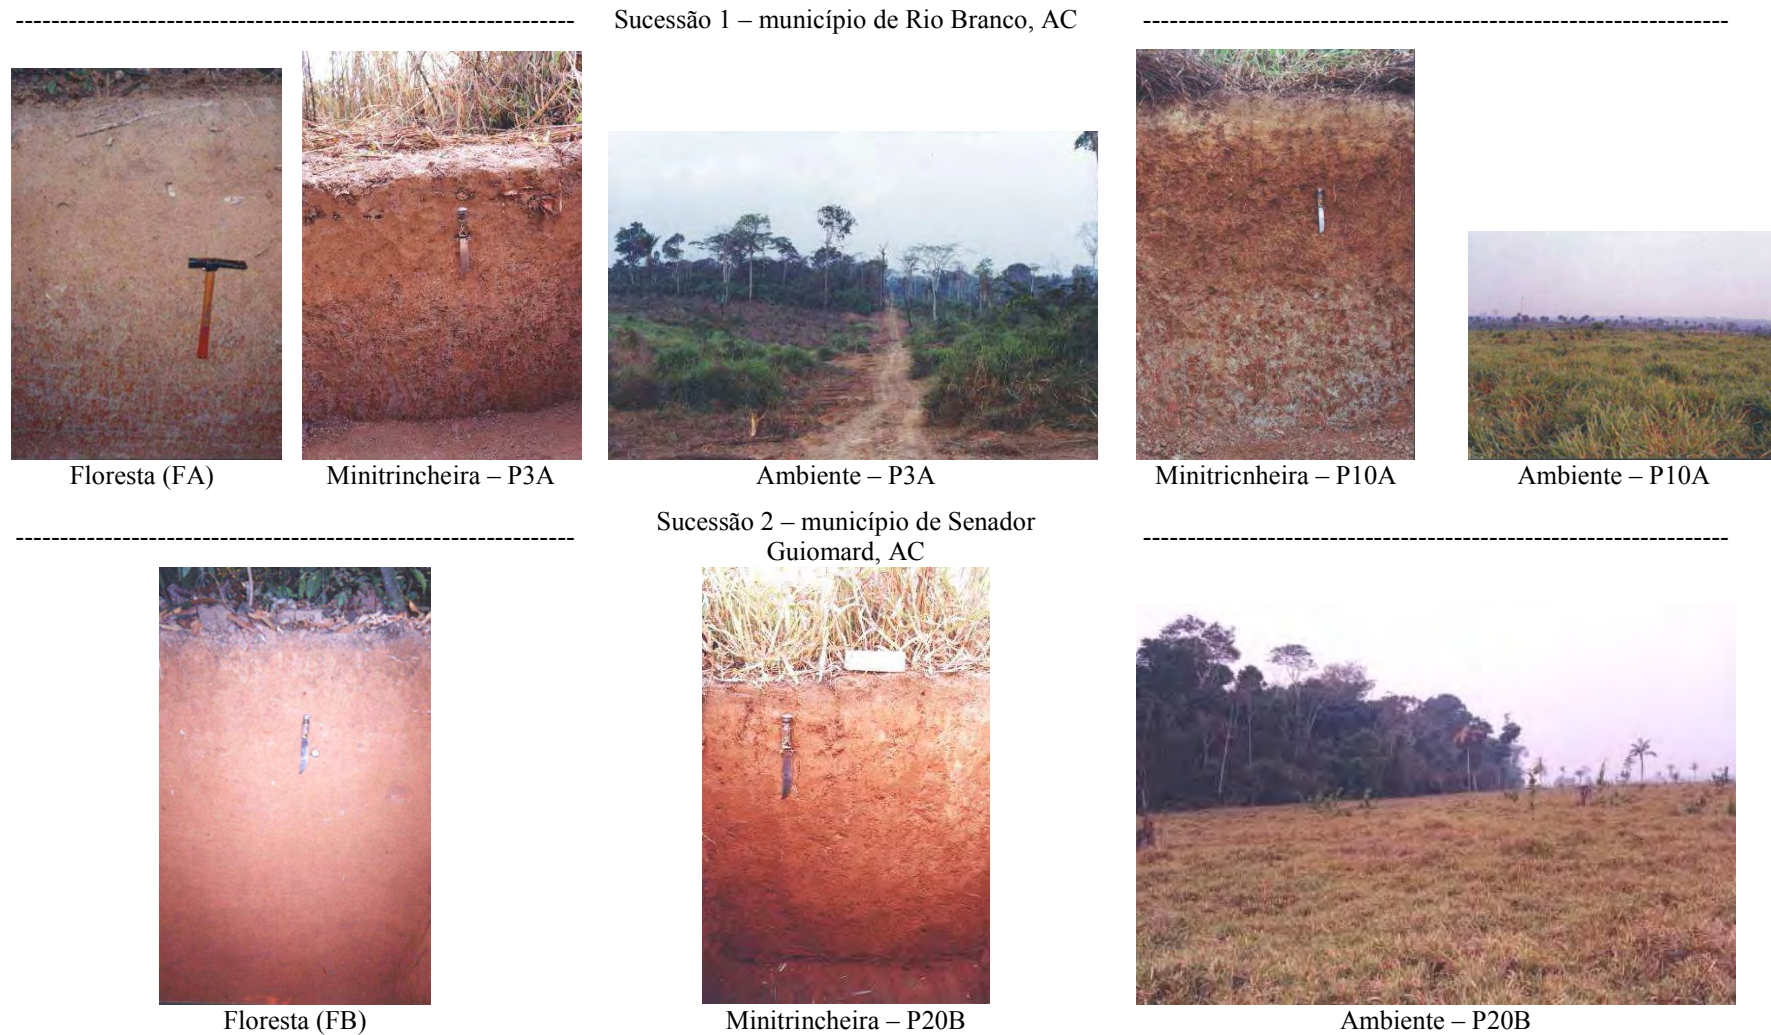 Sucessão 1 – município de Rio Branco, AC
Floresta (FA)
Minitrincheira – P3A
Ambiente – P3A
Minitricnheira – P10A
Ambiente – P10A
Sucessão 2 – município de Senador
Guiomard, AC
Floresta (FB)
Minitrincheira – P20B
Ambiente – P20B